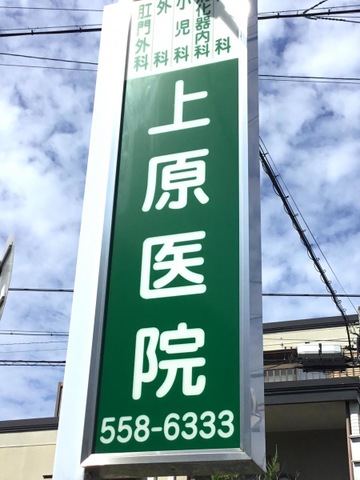 科
化器内科
小児科
外科
肛門外科
上原医院
558-6333